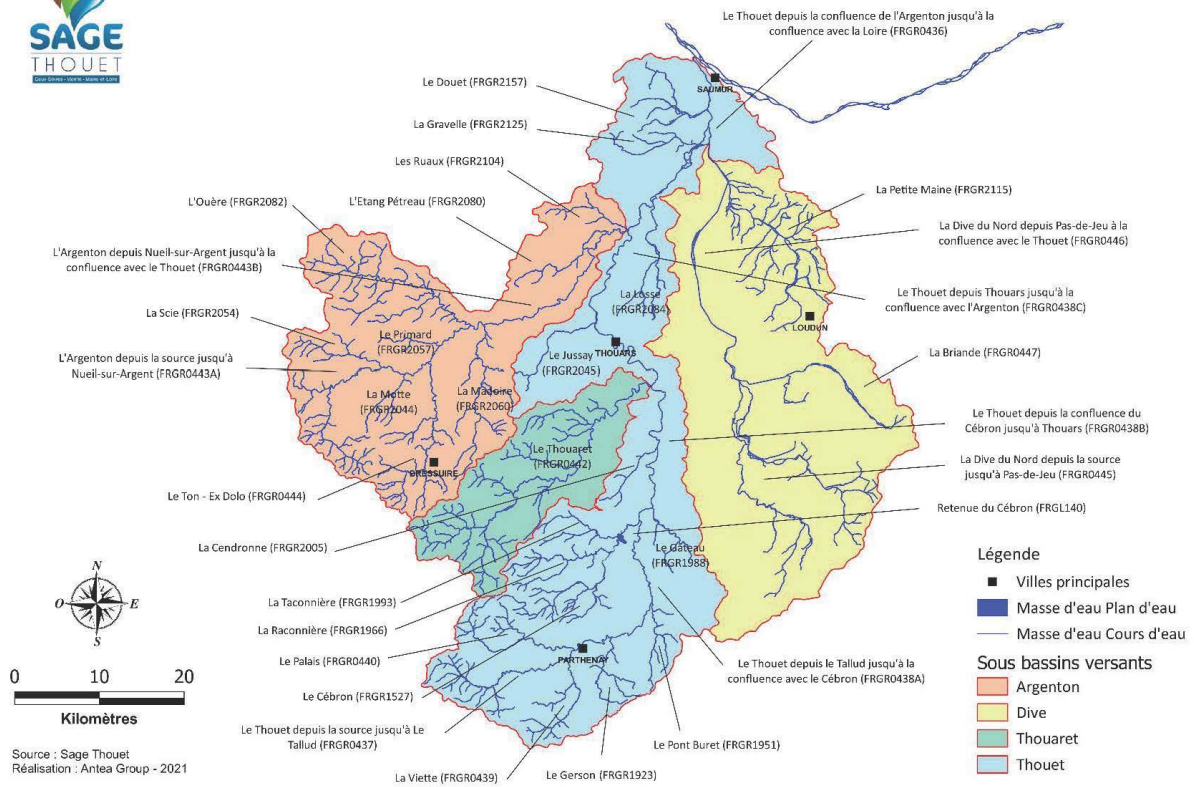 SAGE
THOUET
Deux Sèvres - Vienne - Maine et Loire
Le Thouet depuis la confluence de l'Argenton jusqu'à la
confluence avec la Loire (FRGR0436)
SAUMUR
Le Douet (FRGR2157)
La Gravelle (FRGR2125)
Les Ruaux (FRGR2104)
L'Ouère (FRGR2082)
L'Etang Pétreau (FRGR2080)
La Petite Maine (FRGR2115)
La Dive du Nord depuis Pas-de-Jeu à la
confluence avec le Thouet (FRGR0446)
L'Argenton depuis Nueil-sur-Argent jusqu'à la
confluence avec le Thouet (FRGR0443B)
Le Thouet depuis Thouars jusqu'à la
confluence avec l'Argenton (FRGR0438C)
La Losse
(FRGR2084)
La Scie (FRGR2054)
LOUDUN
Le Primard
(FRGR2057)
L'Argenton depuis la source jusqu'à
Nueil-sur-Argent (FRGR0443A)
Le Jussay
(FRGR2045)
THOUARS
La Briande (FRGR0447)
La Motte
(FRGR2044)
La Madoire
(FRGR2060)
Le Thouet depuis la confluence du
Cébron jusqu'à Thouars (FRGR0438B)
Le Thouaret
(FRGR0442)
BRESSUIRE
La Dive du Nord depuis la source
jusqu'à Pas-de-Jeu (FRGR0445)
Le Ton - Ex Dolo (FRGR0444)
Retenue du Cébron (FRGL140)
La Cendronne (FRGR2005)
Le Gâteau
(FRGR1988)
La Taconnière (FRGR1993)
La Raconnière (FRGR1966)
Le Palais (FRGR0440)
PARTHENAY
Le Thouet depuis le Tallud jusqu'à la
confluence avec le Cébron (FRGR0438A)
Le Cébron (FRGR1527)
Le Thouet depuis la source jusqu'à Le
Tallud (FRGR0437)
Le Pont Buret (FRGR1951)
La Viette (FRGR0439)
Le Gerson (FRGR1923)
N
O
E
S
0 10 20
Kilomètres
Source : Sage Thouet
Réalisation : Antea Group - 2021
Légende
Villes principales
Masse d'eau Plan d'eau
Masse d'eau Cours d'eau
Sous bassins versants
Argenton
Dive
Thouaret
Thouet